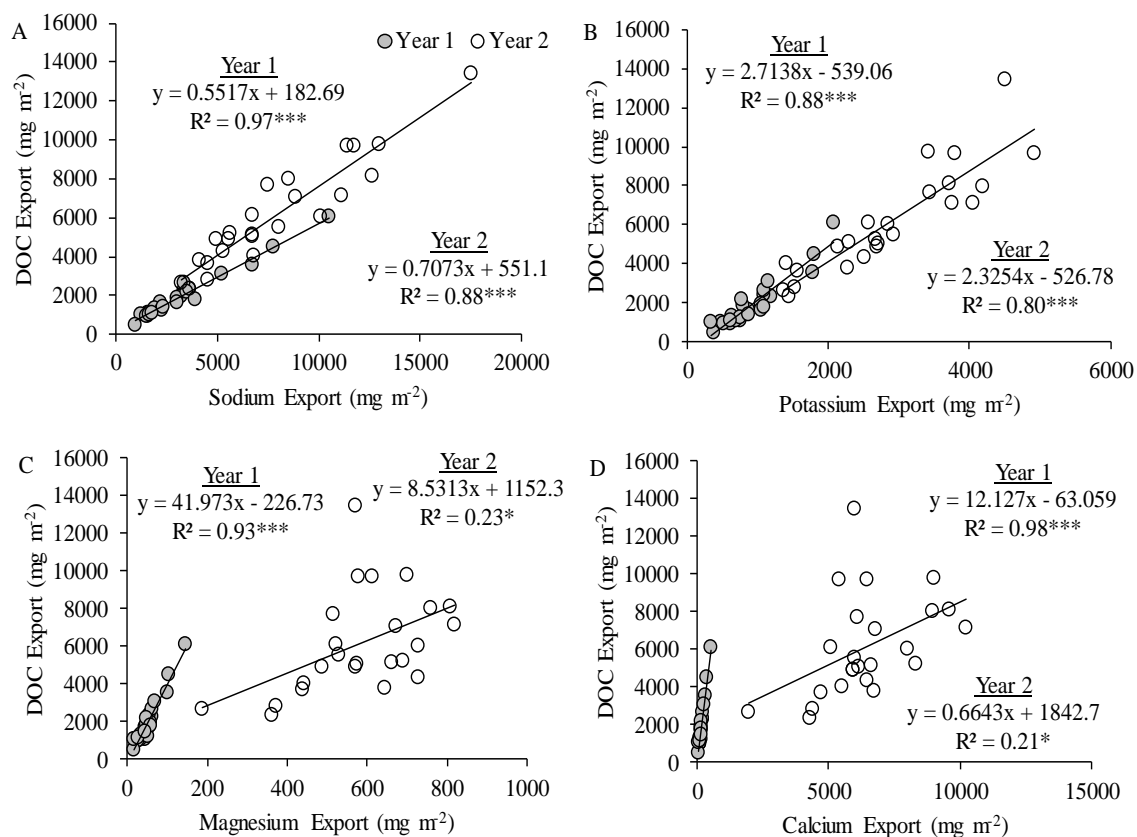 A
Year 1
Year 2
Year 1
y = 0.5517x + 182.69
R² = 0.97***
Year 2
y = 0.7073x + 551.1
R² = 0.88***
16000
14000
12000
10000
8000
6000
4000
2000
0
0
5000
10000
15000
20000
DOC Export (mg m⁻²)
Sodium Export (mg m⁻²)
B
Year 1
y = 2.7138x - 539.06
R² = 0.88***
Year 2
y = 2.3254x - 526.78
R² = 0.80***
16000
14000
12000
10000
8000
6000
4000
2000
0
0
2000
4000
6000
DOC Export (mg m⁻²)
Potassium Export (mg m⁻²)
C
Year 1
y = 41.973x - 226.73
R² = 0.93***
Year 2
y = 8.5313x + 1152.3
R² = 0.23*
16000
14000
12000
10000
8000
6000
4000
2000
0
0
200
400
600
800
1000
DOC Export (mg m⁻²)
Magnesium Export (mg m⁻²)
D
Year 1
y = 12.127x - 63.059
R² = 0.98***
Year 2
y = 0.6643x + 1842.7
R² = 0.21*
16000
14000
12000
10000
8000
6000
4000
2000
0
0
5000
10000
15000
DOC Export (mg m⁻²)
Calcium Export (mg m⁻²)